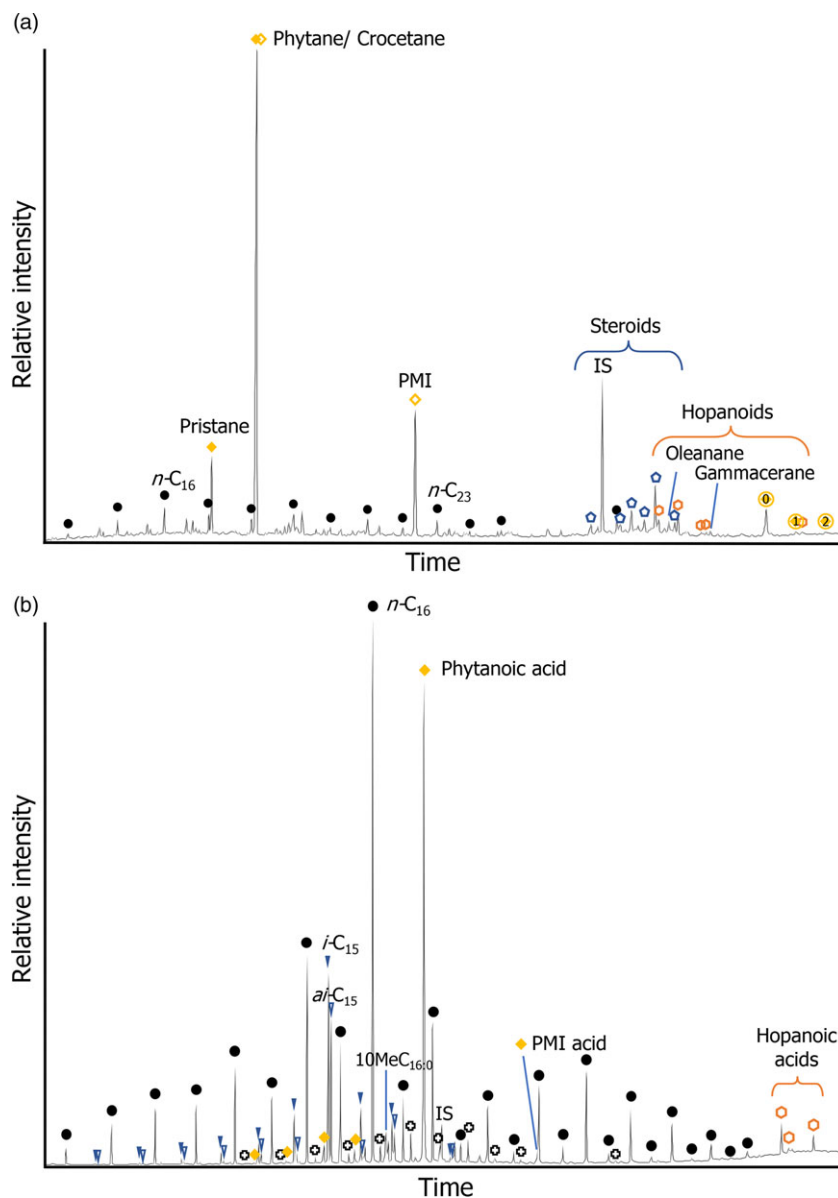 (a)
Phytane/ Crocetane
Steroids
PMI
IS
Hopanoids
Pristane
Oleanane
n-C23
Gammacerane
n-C16
0
1
2
Relative intensity
Time
(b)
n-C16
Phytanoic acid
i-C15
ai-C15
PMI acid
Hopanoic
acids
10MeC16:0
IS
Relative intensity
Time